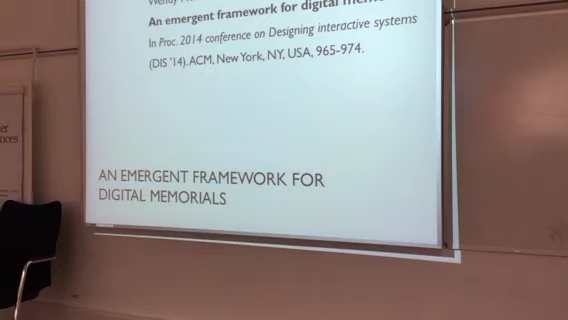 Wendy
An emergent framework for digital
In Proc. 2014 conference on Designing interactive systems
(DIS '14). ACM, New York, NY, USA, 965-974.
AN EMERGENT FRAMEWORK FOR
DIGITAL MEMORIALS